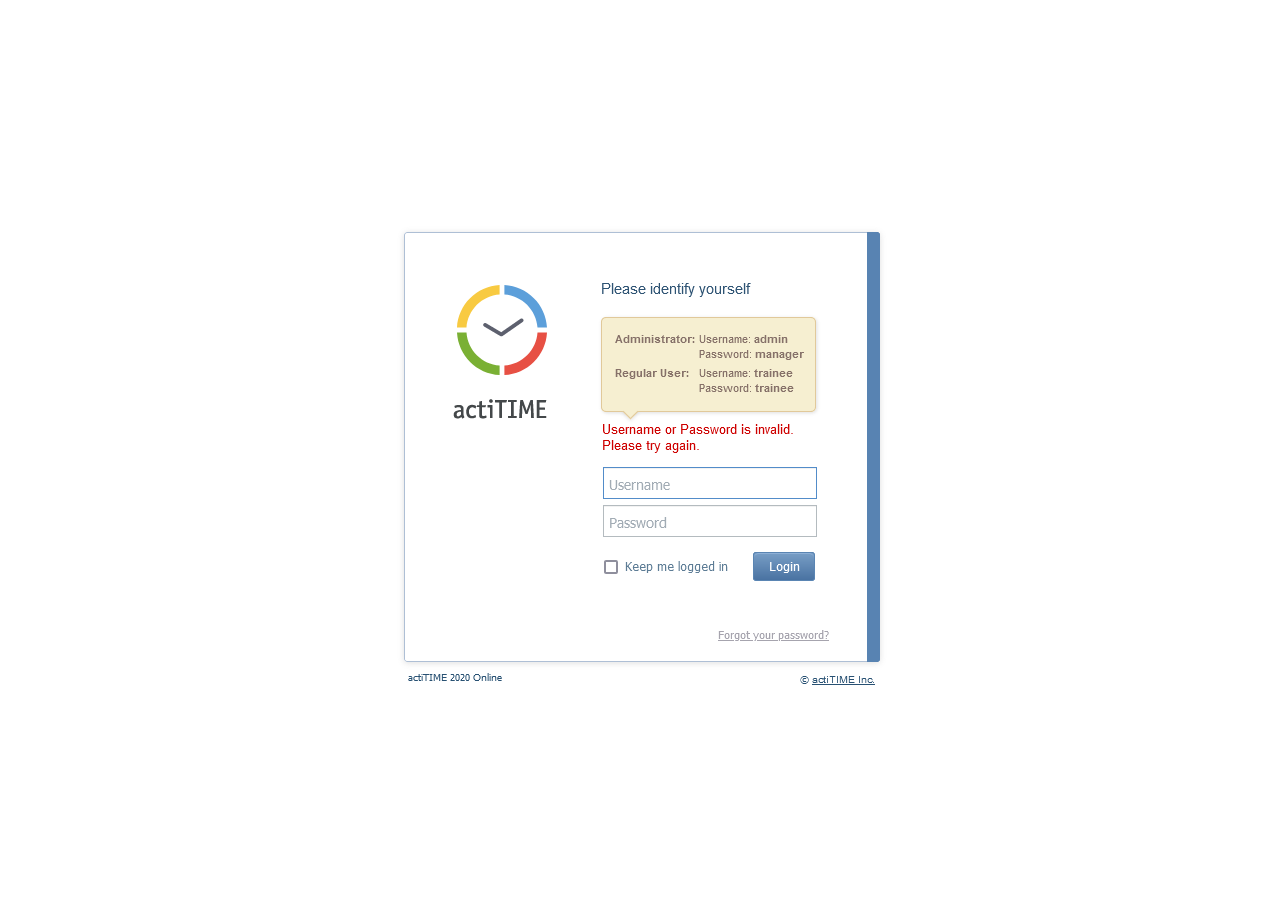 Please identify yourself
Administrator: Username: admin
Password: manager
Regular User: Username: trainee
Password: trainee
actiTIME
Username or Password is invalid.
Please try again.
Username
Password
Keep me logged in
Login
Forgot your password?
actiTIME 2020 Online
© actiTIME Inc.